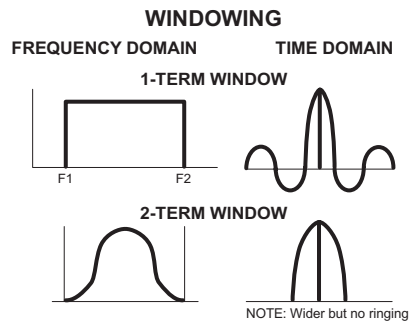 WINDOWING
FREQUENCY DOMAIN TIME DOMAIN
1-TERM WINDOW
F1 F2
2-TERM WINDOW
NOTE: Wider but no ringing